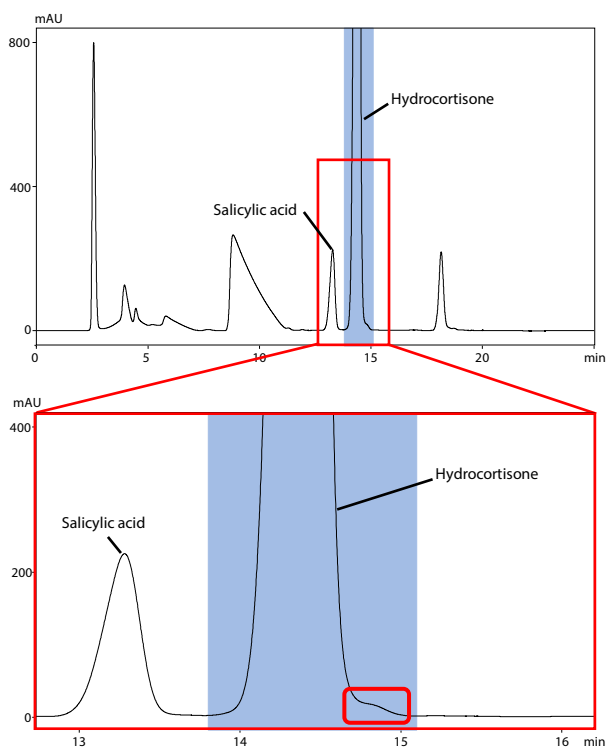 mAU
800
Hydrocortisone
400
Salicylic acid
0
0 5 10 15 20 min
mAU
400
Hydrocortisone
Salicylic acid
200
0
13 14 15 16 min